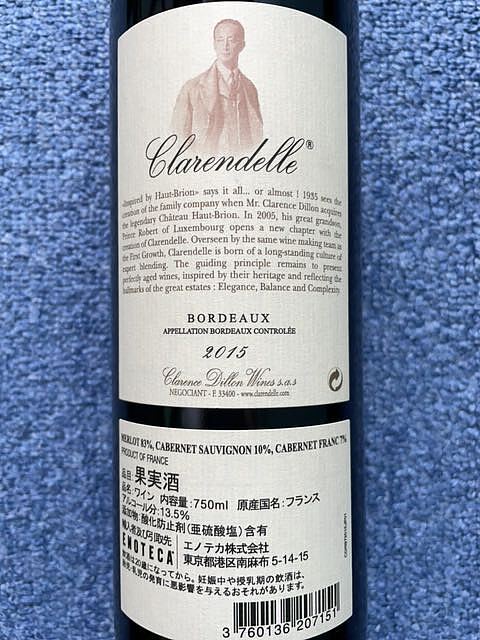 Clarendelle®
«Inspired by Haut-Brion» says it all... or almost ! 1935 sees the
creation of the family company when Mr. Clarence Dillon acquires
the legendary Château Haut-Brion. In 2005, his great grandson,
Prince Robert of Luxembourg opens a new chapter with the
creation of Clarendelle. Overseen by the same wine making team as
the First Growth, Clarendelle is born of a long-standing culture of
expert blending. The guiding principle remains to present
perfectly aged wines, inspired by their heritage and reflecting the
hallmarks of the great estates : Elegance, Balance and Complexity.
BORDEAUX
APPELLATION BORDEAUX CONTROLÉE
2015
Clarence Dillon Wines s.a.s
NEGOCIANT - F. 33400 - www.clarendelle.com
MERLOT 83%, CABERNET SAUVIGNON 10%, CABERNET FRANC 7%
PRODUCT OF FRANCE
品目:果実酒
品名: ワイン 内容量:750ml 原産国名: フランス
アルコール分:13.5%
添加物: 酸化防止剤(亜硫酸塩)含有
輸入者及び引取先
ENOTECA エノテカ株式会社
東京都港区南麻布 5-14-15
飲酒は20歳になってから。妊娠中や授乳期の飲酒は、
胎児・乳児の発育に悪影響を与えるおそれがあります。
3 760136 207151